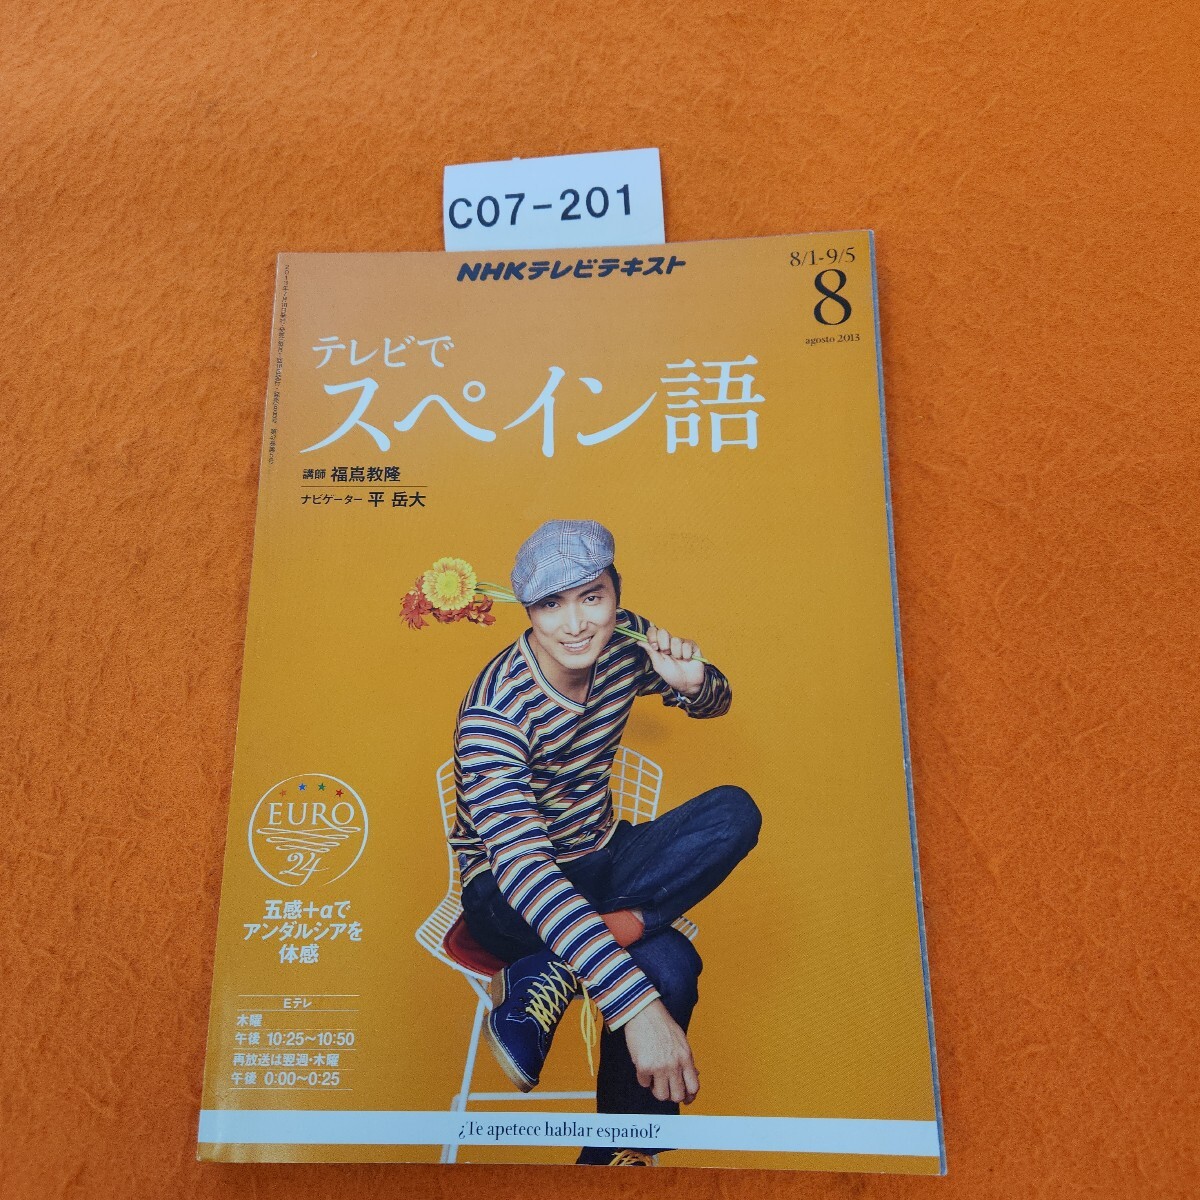 C07-201
NHKテレビテキスト
8/1-9/5
8
agosto 2013
テレビで
スペイン語
講師 福嶌教隆
ナビゲーター 平 岳大
EURO
24
五感+αで
アンダルシアを
体感
Eテレ
木曜
午後 10:25〜10:50
再放送は翌週・木曜
午後 0:00〜0:25
¿Te apetece hablar español?